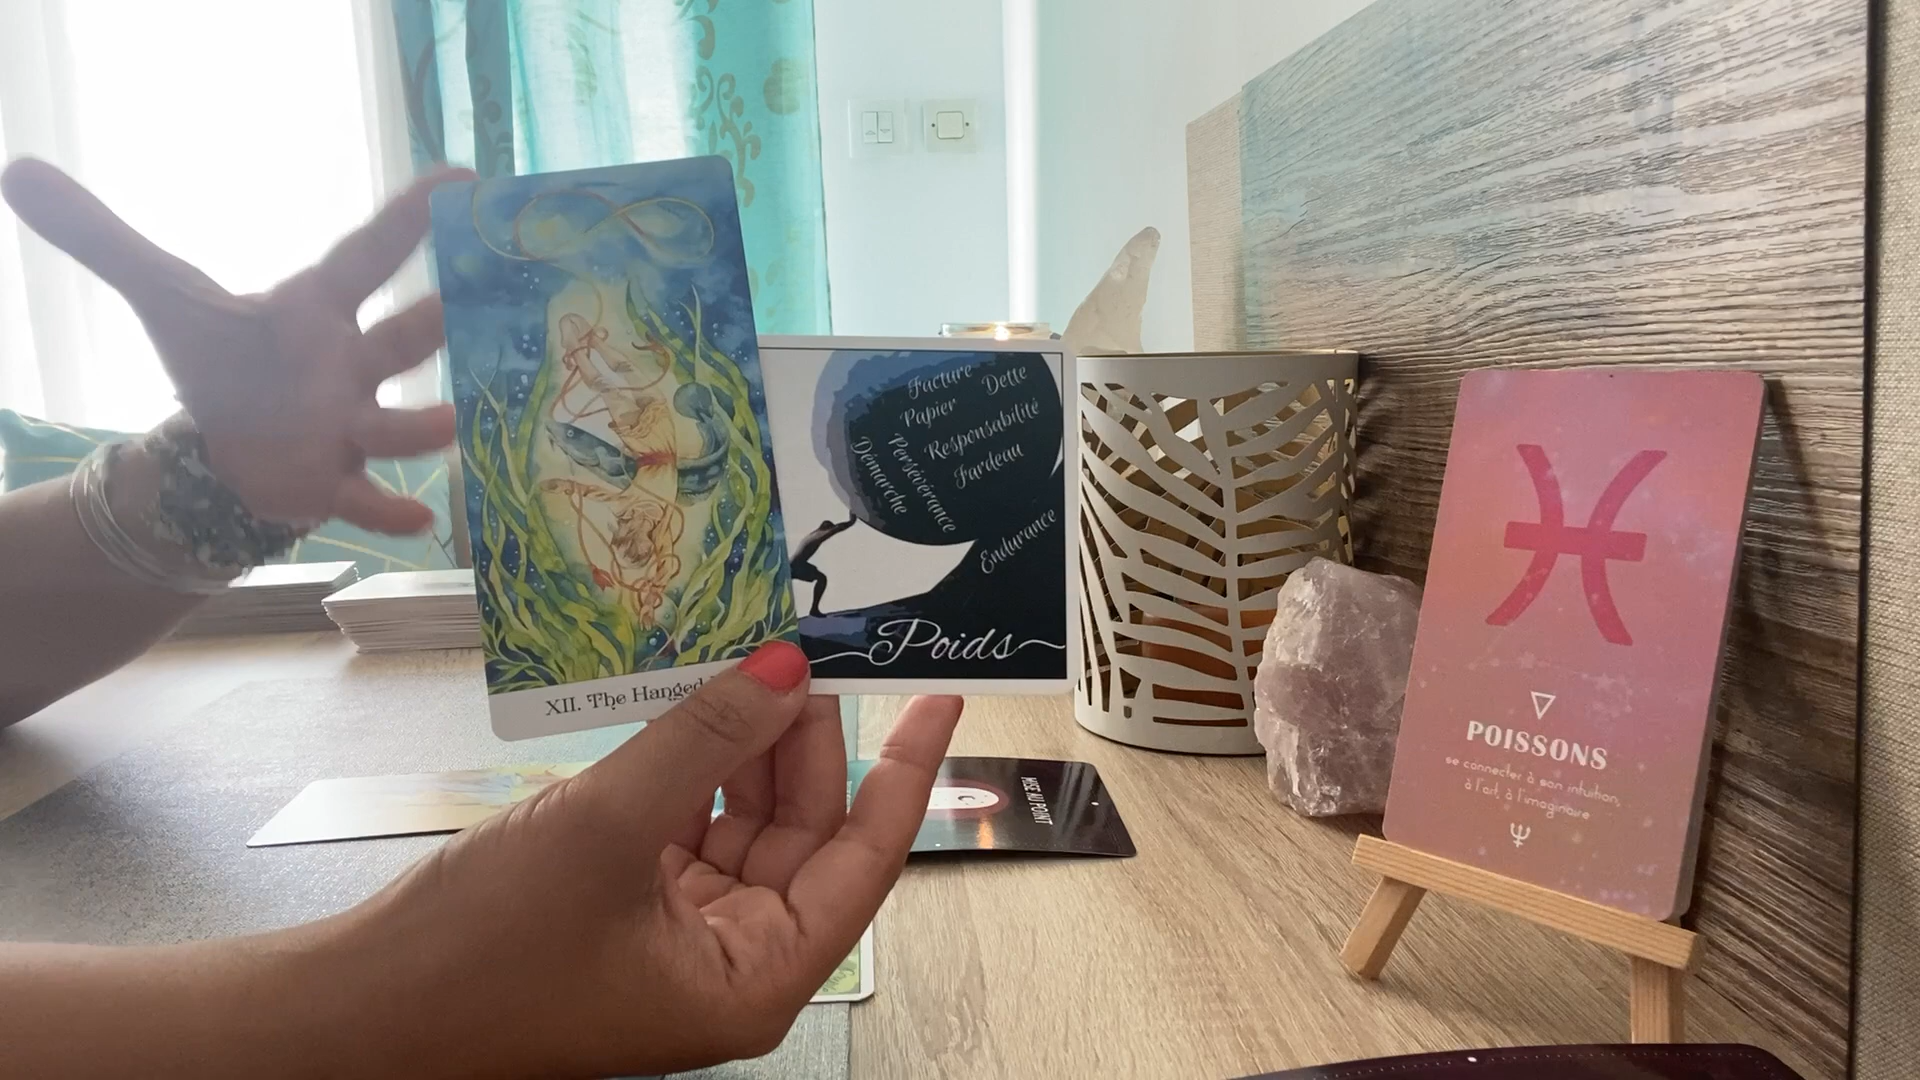 XII. The Hanged
Facture
Dette
Papier
Responsabilité
Persévérance
Fardeau
Démarche
Endurance
Poids
MISE AU POINT
POISSONS
se connecter à son intuition,
à l'art, à l'imaginaire